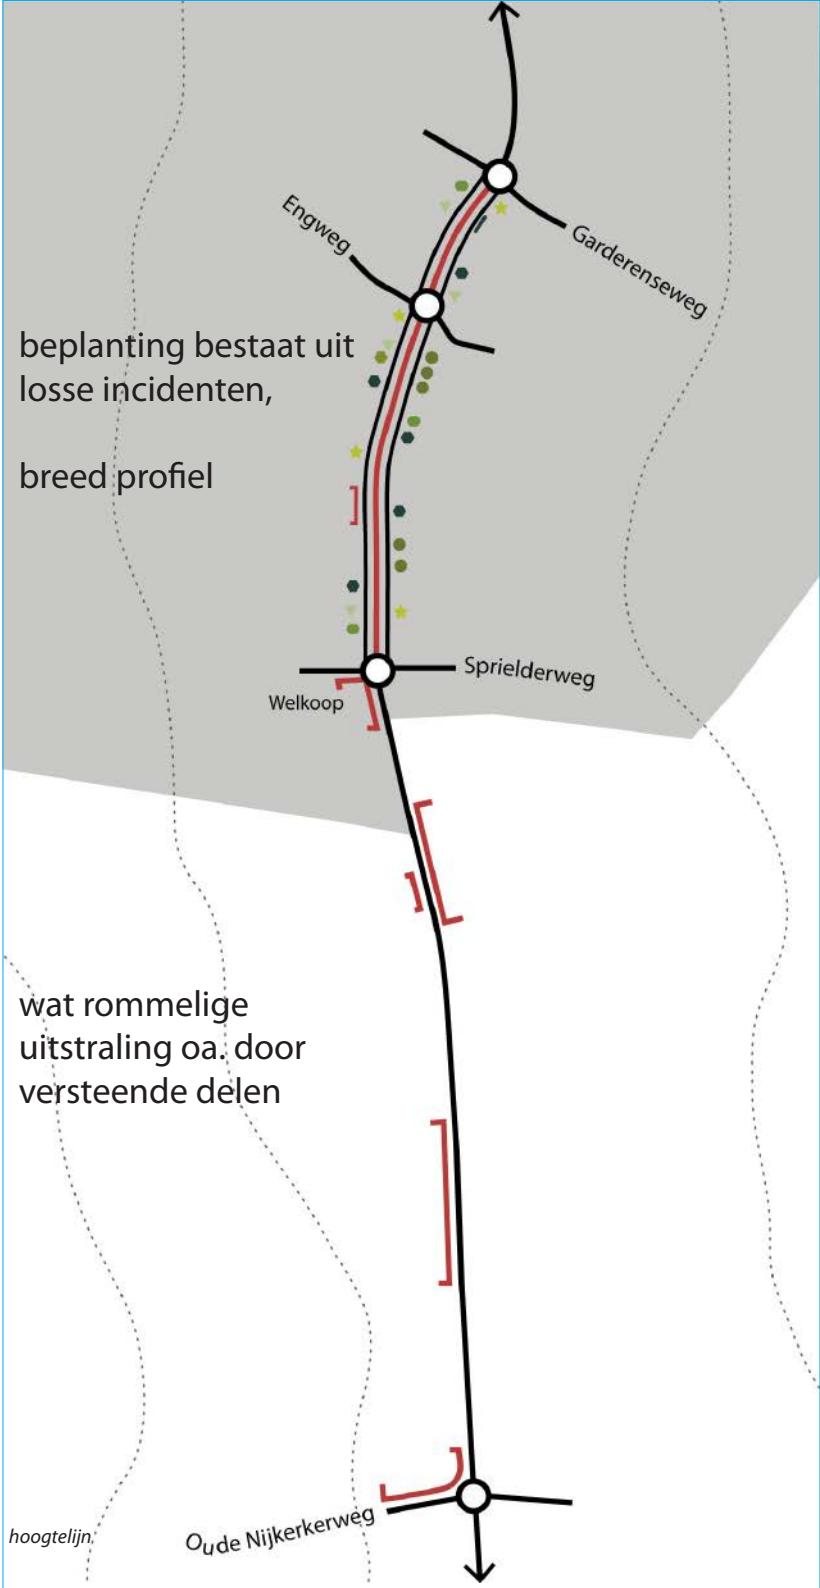 Engweg
Garderenseweg
beplanting bestaat uit
losse incidenten,
breed profiel
Sprielderweg
Welkoop
wat rommelige
uitstraling oa. door
versteende delen
Oude Nijkerkerweg
hoogtelijn